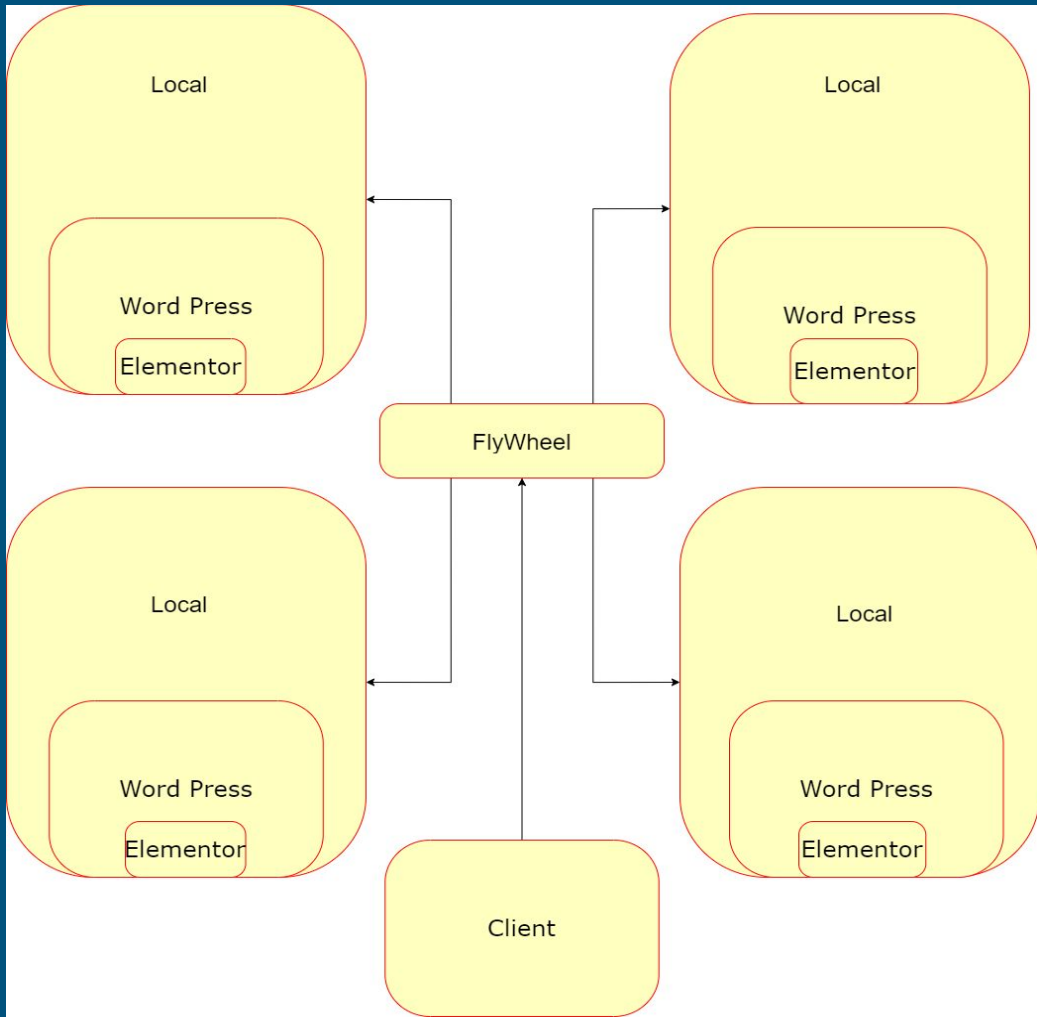 Local
Local
Word Press
Word Press
Elementor
Elementor
FlyWheel
Local
Local
Word Press
Word Press
Elementor
Elementor
Client